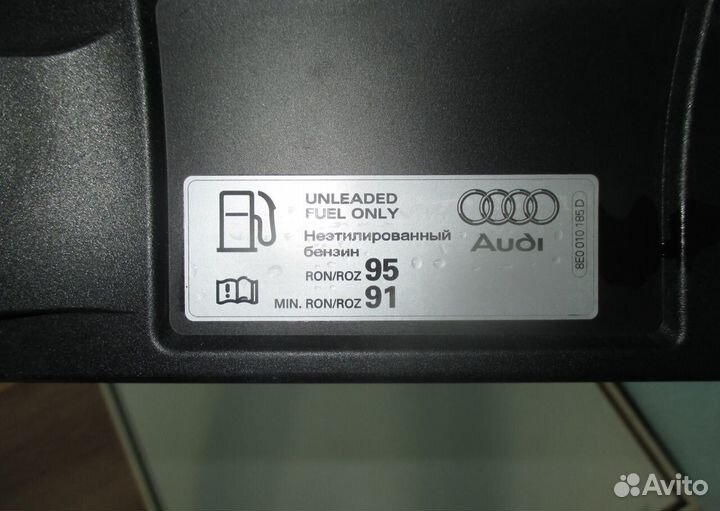 UNLEADED
FUEL ONLY
Неэтилированный
бензин
RON/ROZ 95
MIN. RON/ROZ 91
Audi
8E0 010 185 D
Avito